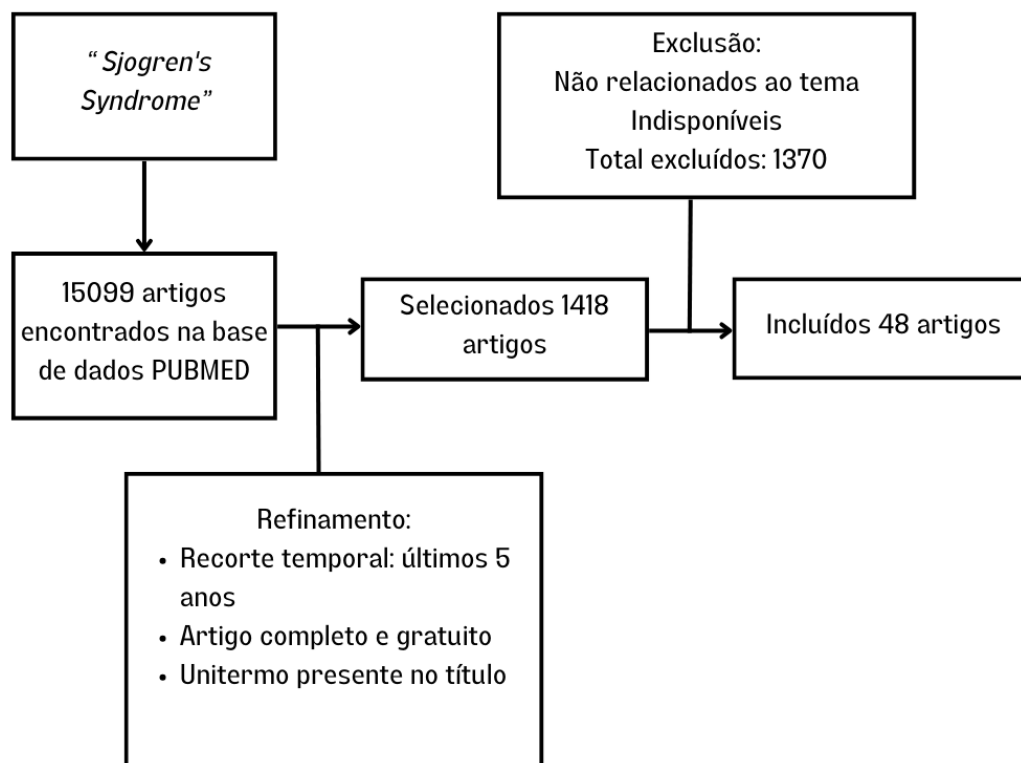 “ Sjogren's
Syndrome”
Exclusão:
Não relacionados ao tema
Indisponíveis
Total excluídos: 1370
15099 artigos
encontrados na base
de dados PUBMED
Selecionados 1418
artigos
Incluídos 48 artigos
Refinamento:
• Recorte temporal: últimos 5
anos
• Artigo completo e gratuito
• Unitermo presente no título